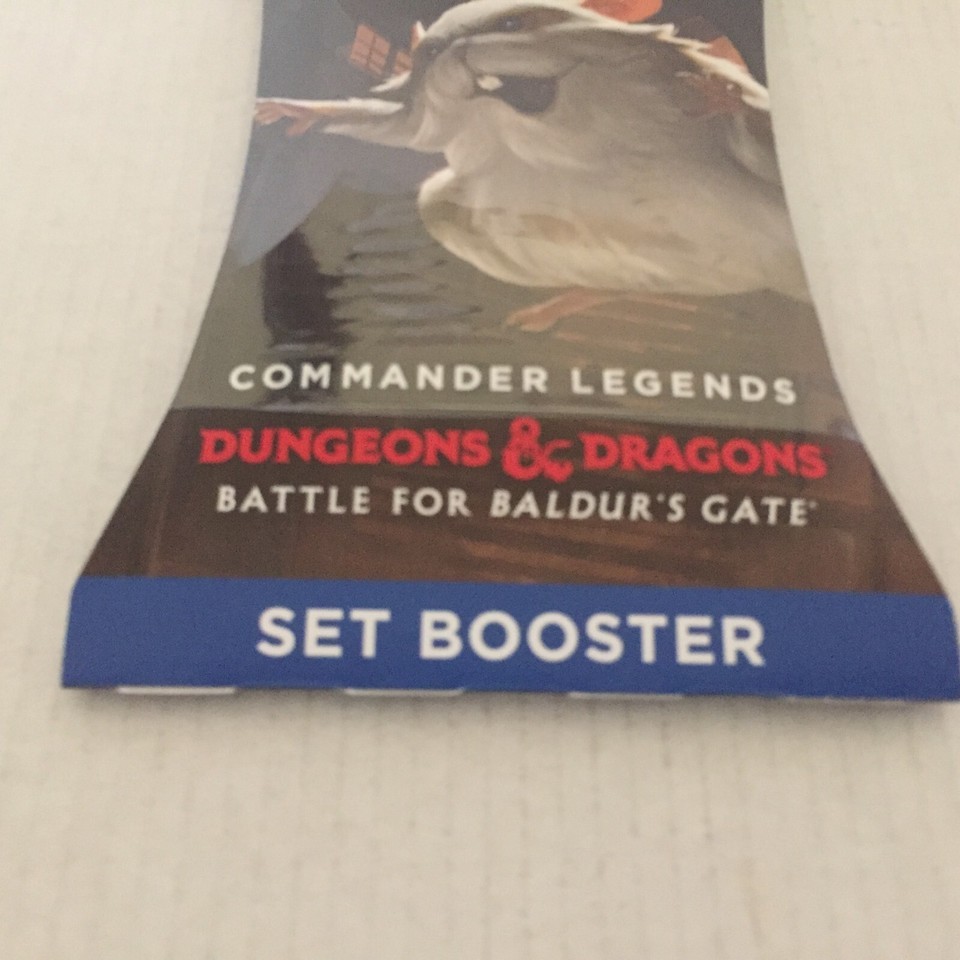 COMMANDER LEGENDS
DUNGEONS & DRAGONS
BATTLE FOR BALDUR'S GATE
SET BOOSTER